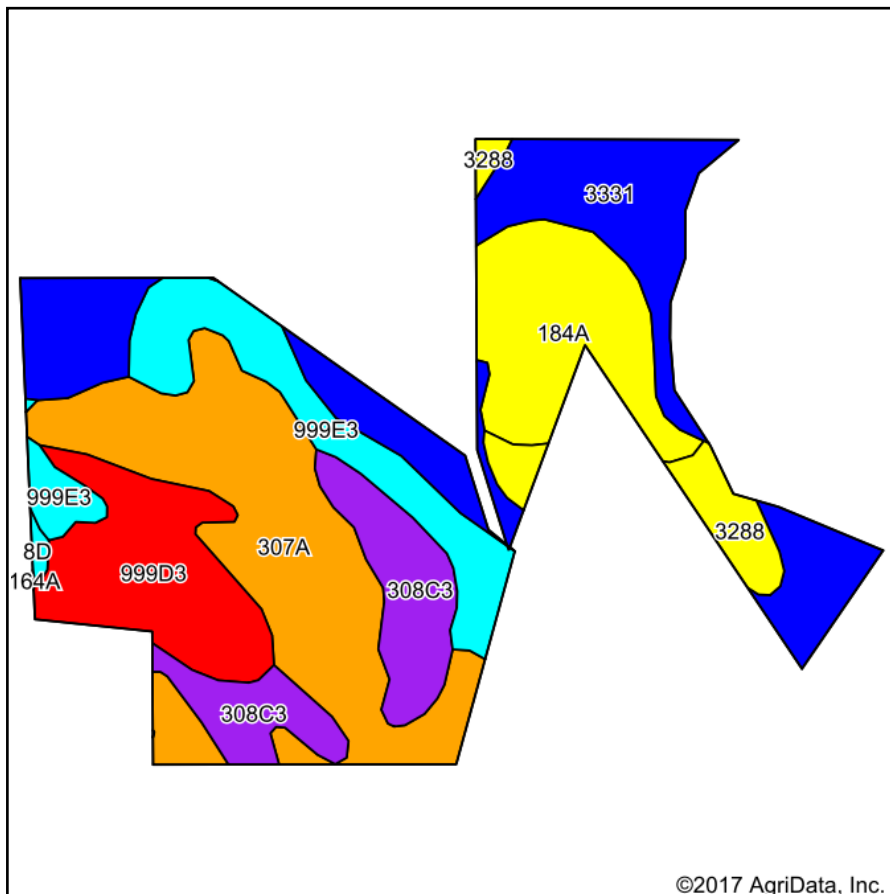 3288
3331
184A
999E3
999E3
307A
8D
164A
999D3
308C3
3288
308C3
©2017 AgriData, Inc.